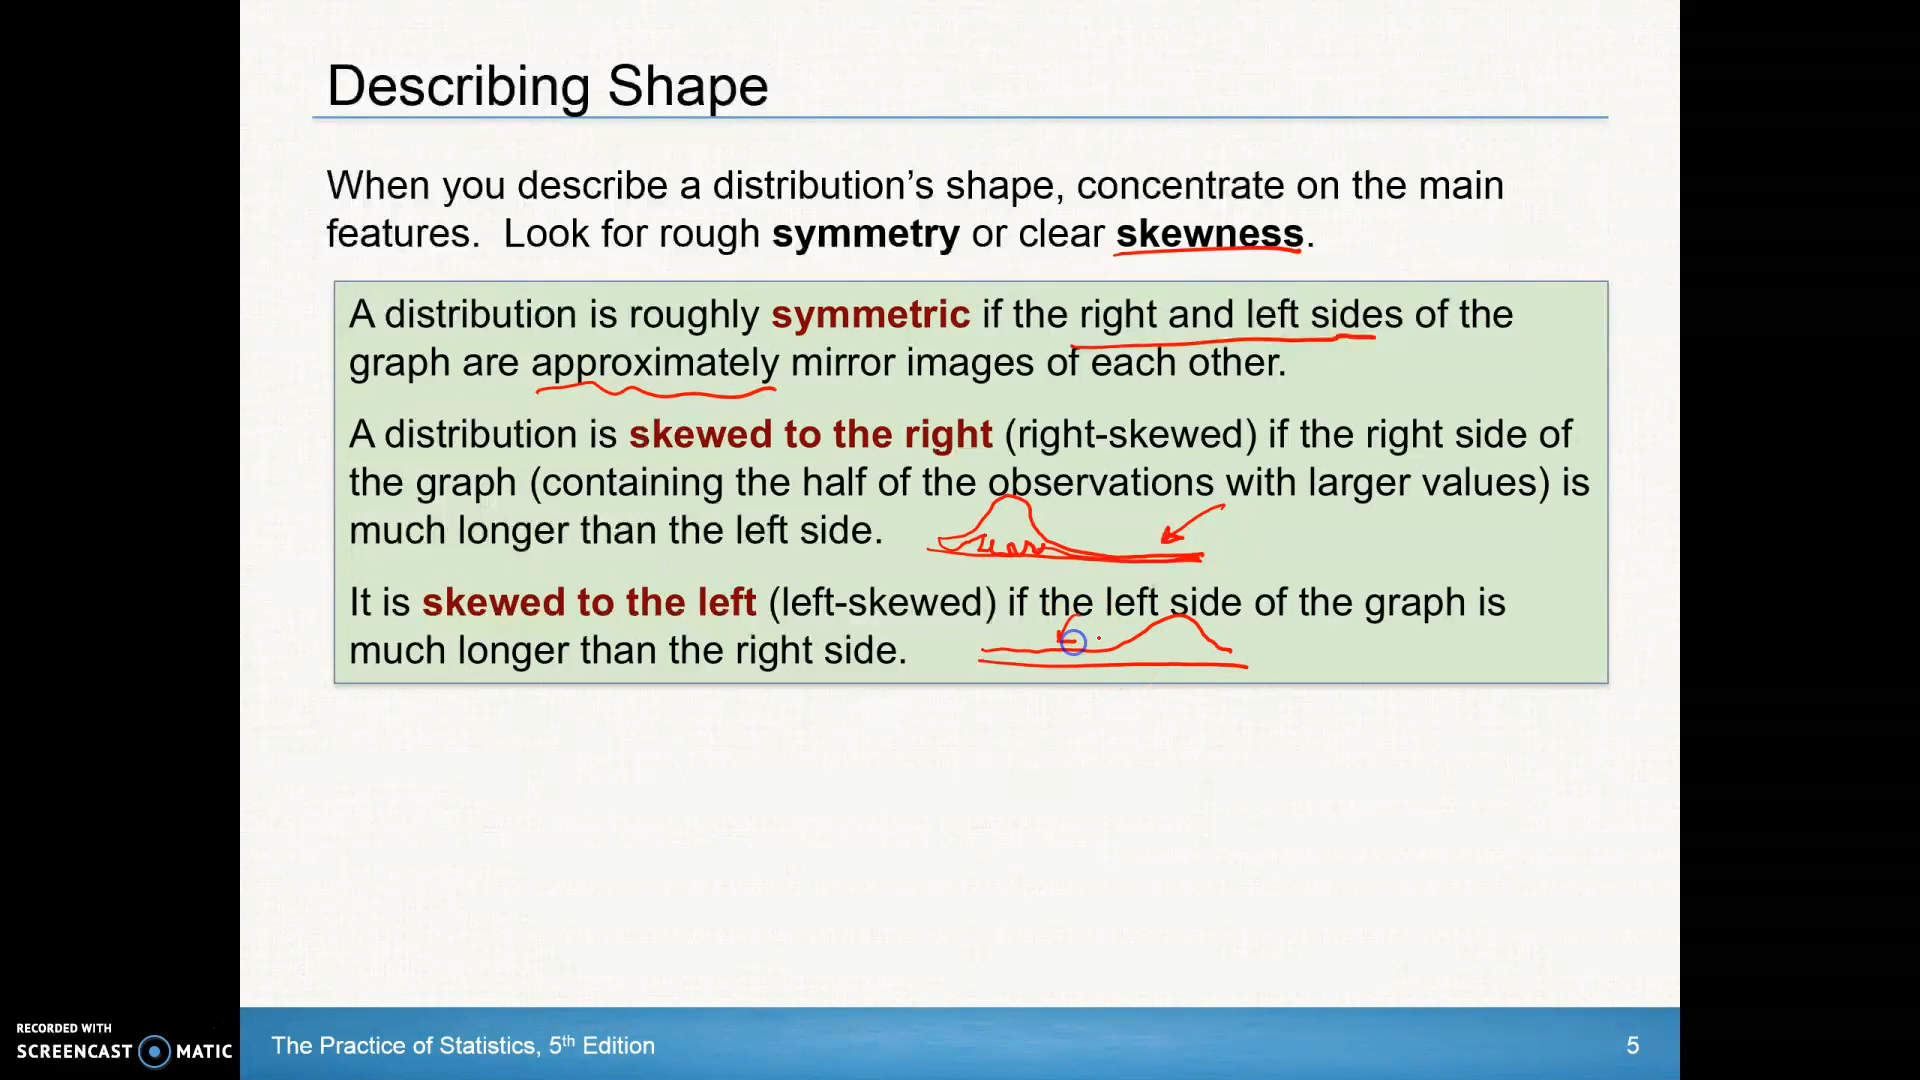 Describing Shape
When you describe a distribution’s shape, concentrate on the main
features.  Look for rough symmetry or clear skewness.
A distribution is roughly symmetric if the right and left sides of the
graph are approximately mirror images of each other.
A distribution is skewed to the right (right-skewed) if the right side of
the graph (containing the half of the observations with larger values) is
much longer than the left side.
It is skewed to the left (left-skewed) if the left side of the graph is
much longer than the right side.
RECORDED WITH
SCREENCAST MATIC
The Practice of Statistics, 5th Edition
5